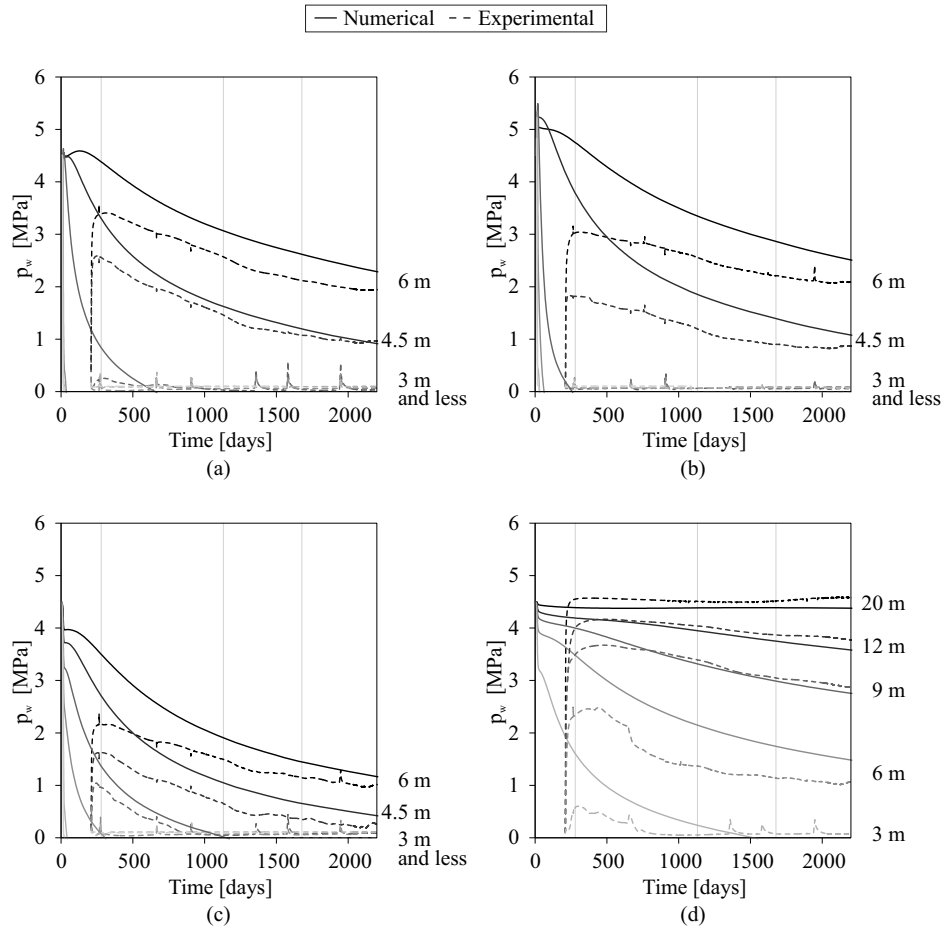 Numerical Experimental
6
5
4
3
2
1
0
p_w [MPa]
0 500 1000 1500 2000
Time [days]
(a)
6 m
4.5 m
3 m
and less
6
5
4
3
2
1
0
p_w [MPa]
0 500 1000 1500 2000
Time [days]
(b)
6 m
4.5 m
3 m
and less
6
5
4
3
2
1
0
p_w [MPa]
0 500 1000 1500 2000
Time [days]
(c)
6 m
4.5 m
3 m
and less
6
5
4
3
2
1
0
p_w [MPa]
0 500 1000 1500 2000
Time [days]
(d)
20 m
12 m
9 m
6 m
3 m